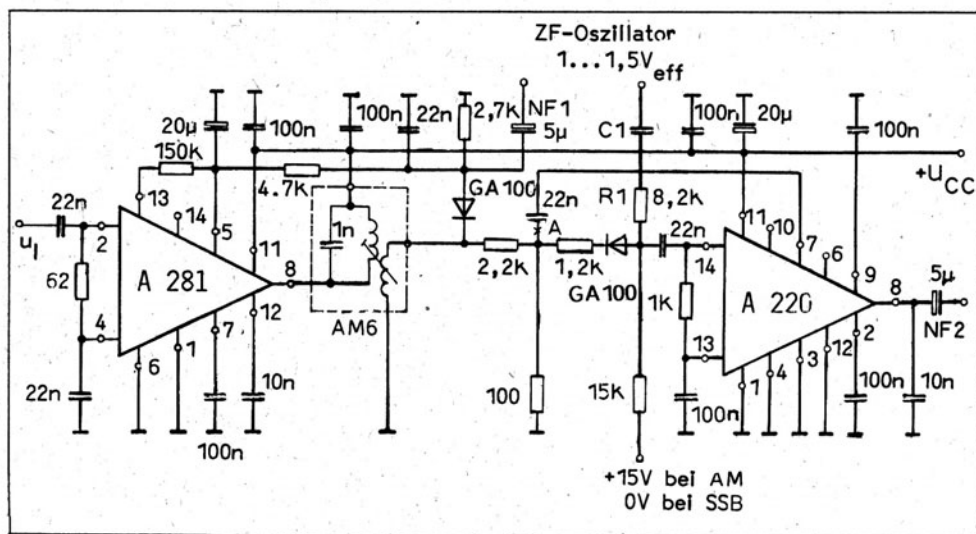 ZF-Oszillator
1...1,5V eff
20µ
100n
100n
22n
2,7K
NF1
5µ
C1
100n
20µ
100n
150K
4.7k
+U CC
13
14
5
11
GA100
22n
A
R1
8,2k
22n
11
10
7
6
22n
u I
2
1n
14
9
62
A 281
8
2,2k
1,2k
GA100
1K
A 220
8
5µ
12
AM6
NF2
4
7
13
2
12
1
6
3
4
1
22n
10n
100
15k
100n
100n
10n
100n
+15V bei AM
0V bei SSB